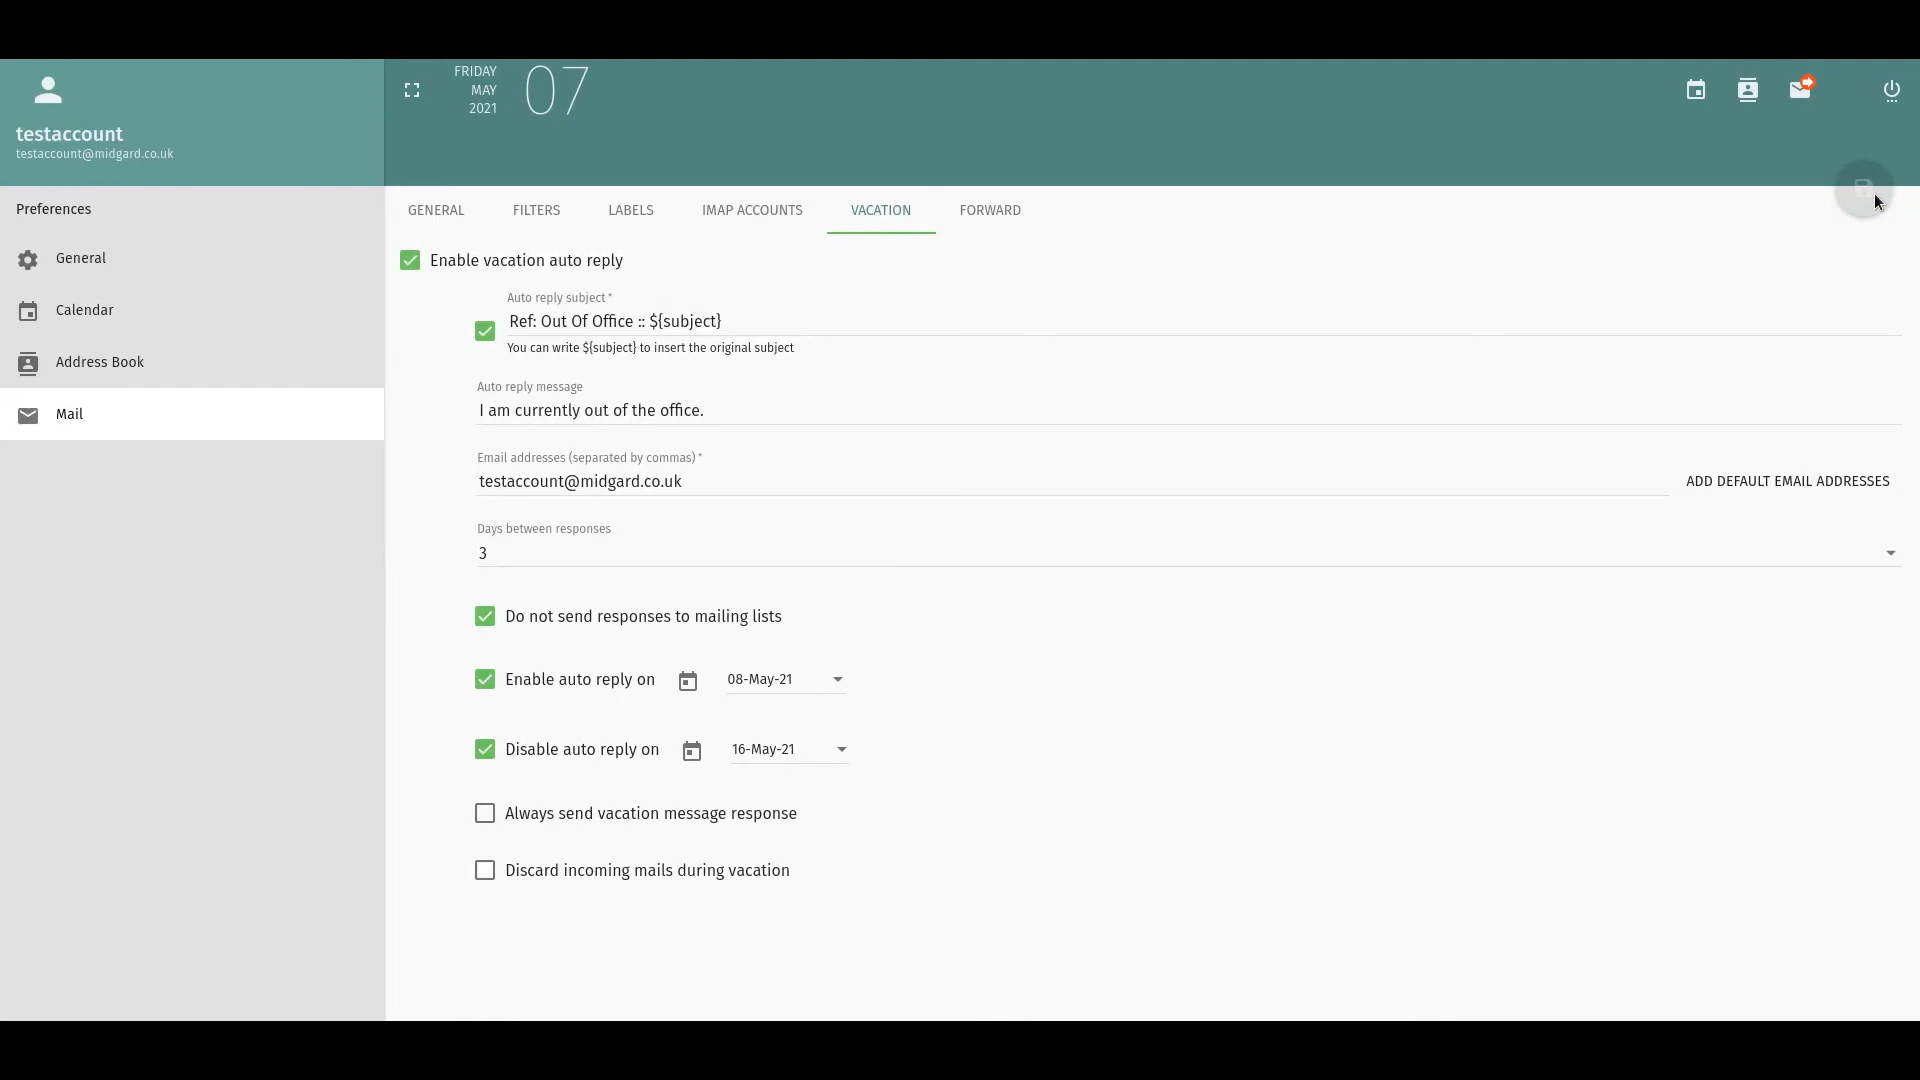 FRIDAY
MAY
2021
07
testaccount
testaccount@midgard.co.uk
Preferences
General
Calendar
Address Book
Mail
GENERAL
FILTERS
LABELS
IMAP ACCOUNTS
VACATION
FORWARD
Enable vacation auto reply
Auto reply subject *
Ref: Out Of Office :: ${subject}
You can write ${subject} to insert the original subject
Auto reply message
I am currently out of the office.
Email addresses (separated by commas) *
testaccount@midgard.co.uk
ADD DEFAULT EMAIL ADDRESSES
Days between responses
3
Do not send responses to mailing lists
Enable auto reply on
08-May-21
Disable auto reply on
16-May-21
Always send vacation message response
Discard incoming mails during vacation